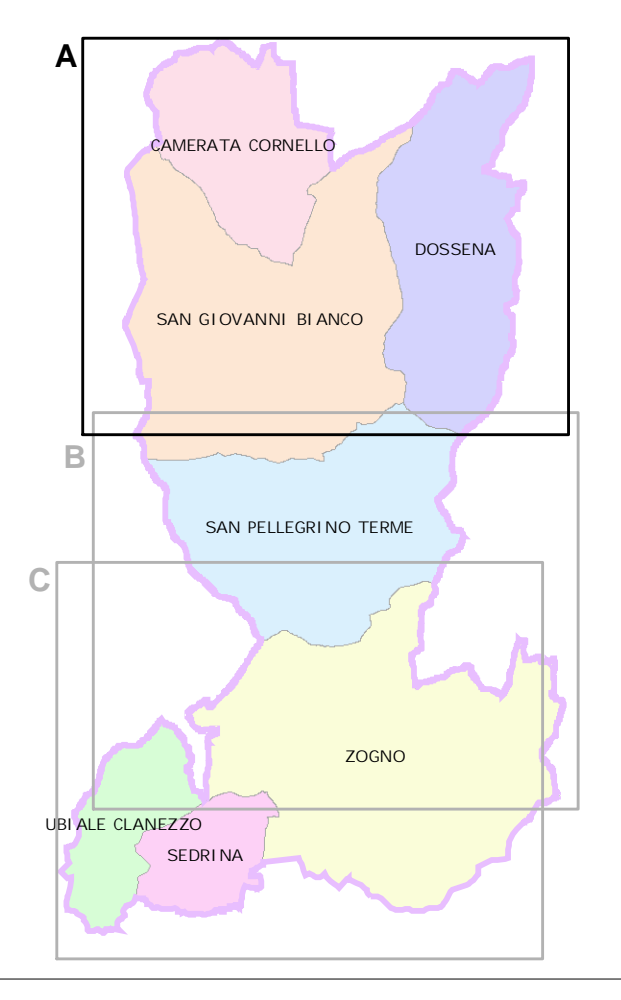 A
CAMERATA CORNELLO
DOSSENA
SAN GIOVANNI BIANCO
B
SAN PELLEGRINO TERME
C
ZOGNO
UBIALE CLANEZZO
SEDRINA